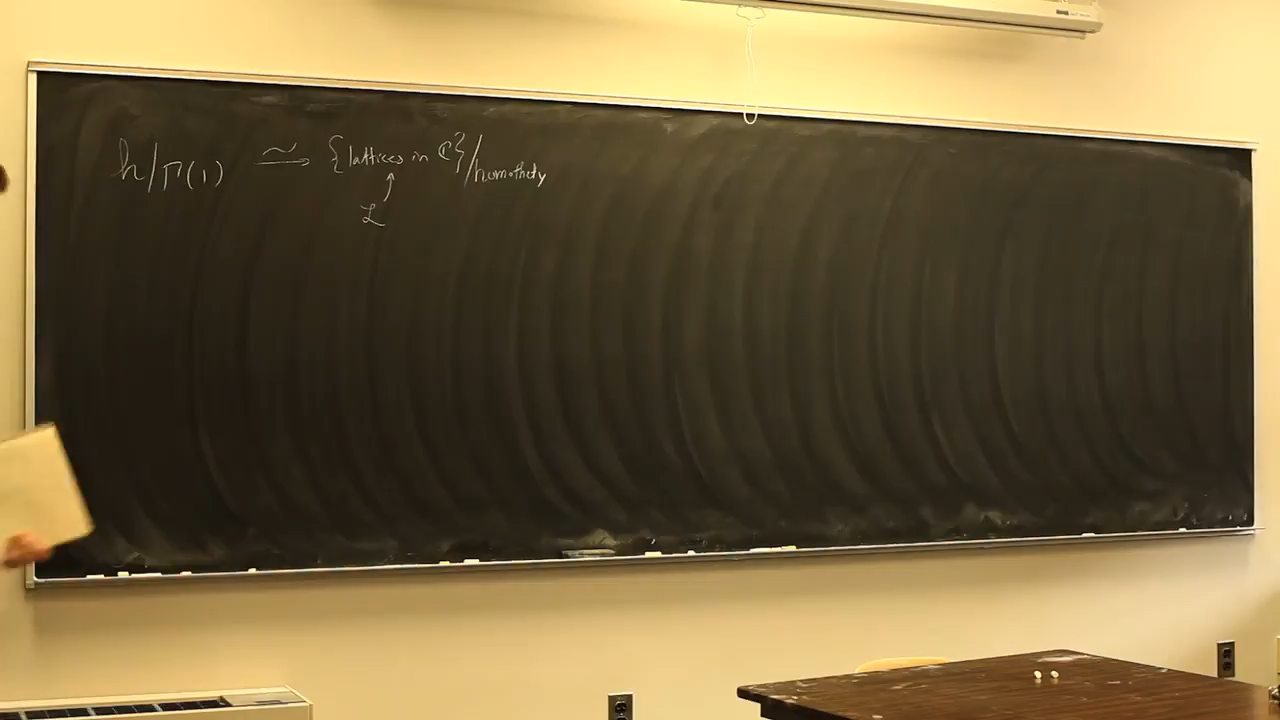 h/Γ(1) ⥲ {lattices in ℂ}/homothety
↑
ℒ